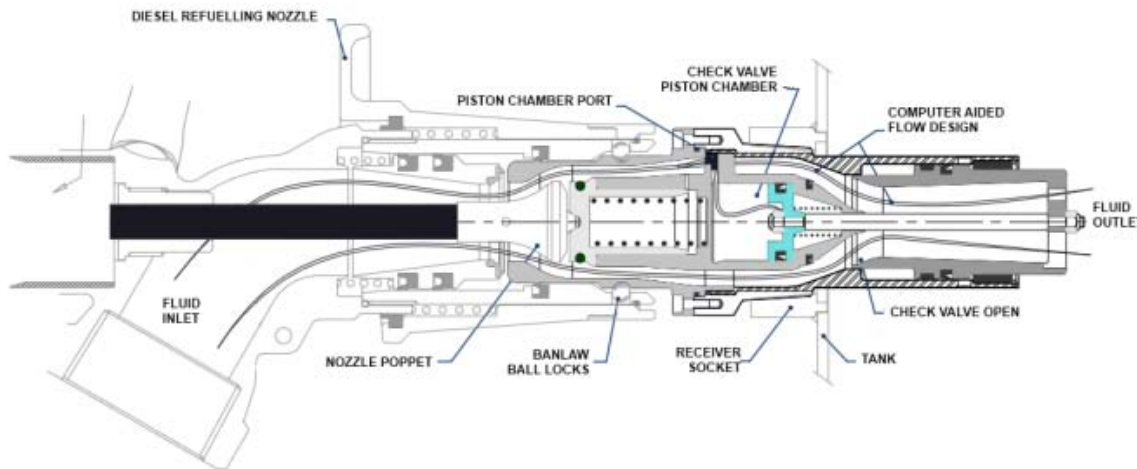 DIESEL REFUELLING NOZZLE
CHECK VALVE
PISTON CHAMBER
PISTON CHAMBER PORT
COMPUTER AIDED
FLOW DESIGN
FLUID
OUTLE
FLUID
INLET
CHECK VALVE OPEN
NOZZLE POPPET
BANLAW
BALL LOCKS
RECEIVER
SOCKET
TANK